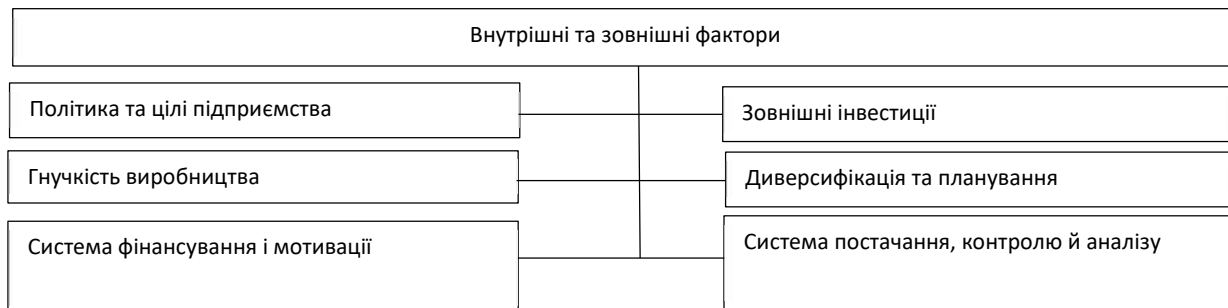 Внутрішні та зовнішні фактори
Політика та цілі підприємства
Зовнішні інвестиції
Гнучкість виробництва
Диверсифікація та планування
Система фінансування і мотивації
Система постачання, контролю й аналізу